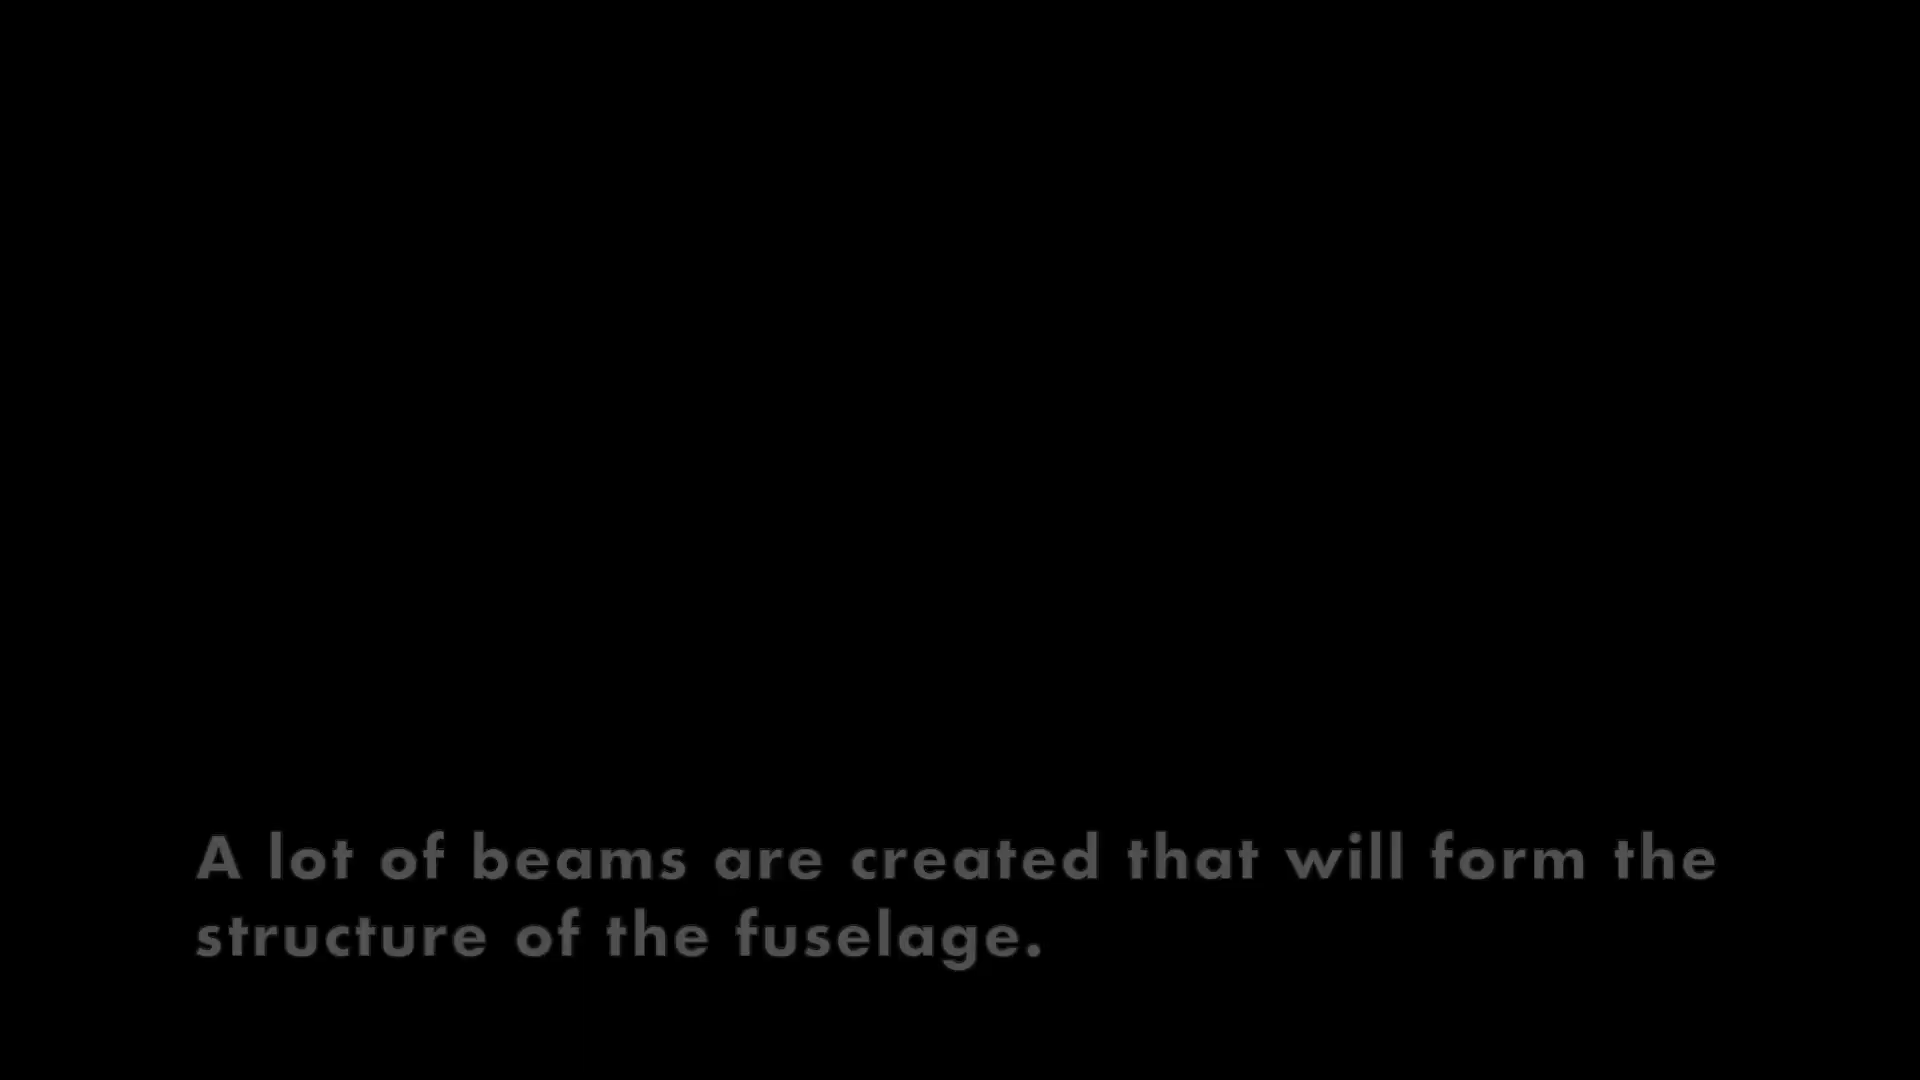 A lot of beams are created that will form the
structure of the fuselage.